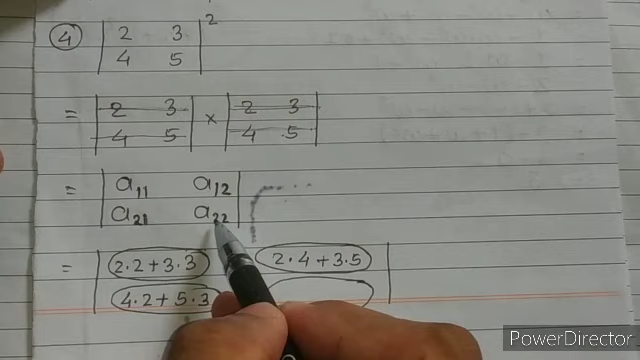 ④ | 2 3 |²
| 4 5 |
= | 2 3 | × | 2 3 |
| 4 5 | | 4 5 |
= | a₁₁ a₁₂ |
| a₂₁ a₂₂ |
= | 2·2+3·3 2·4+3·5 |
| 4·2+5·3 |
PowerDirector